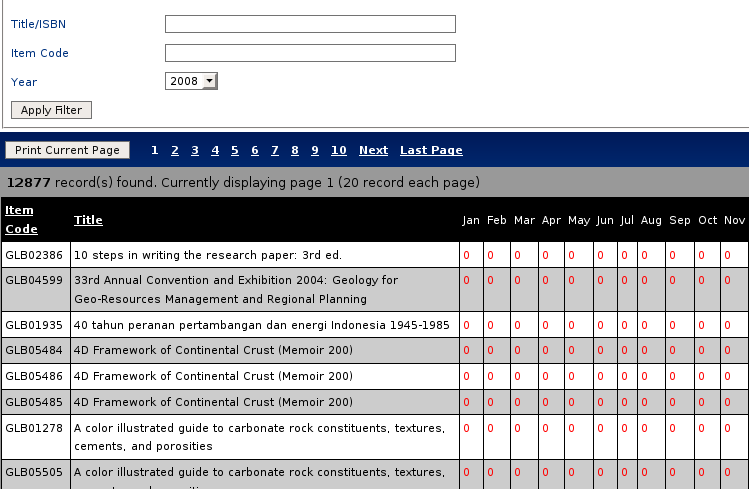 Title/ISBN
Item Code
Year 2008
Apply Filter
Print Current Page 1 2 3 4 5 6 7 8 9 10 Next Last Page
12877 record(s) found. Currently displaying page 1 (20 record each page)
Item Code Title Jan Feb Mar Apr May Jun Jul Aug Sep Oct Nov
GLB02386 10 steps in writing the research paper: 3rd ed. 0 0 0 0 0 0 0 0 0 0 0
GLB04599 33rd Annual Convention and Exhibition 2004: Geology for 0 0 0 0 0 0 0 0 0 0 0
Geo-Resources Management and Regional Planning
GLB01935 40 tahun peranan pertambangan dan energi Indonesia 1945-1985 0 0 0 0 0 0 0 0 0 0 0
GLB05484 4D Framework of Continental Crust (Memoir 200) 0 0 0 0 0 0 0 0 0 0 0
GLB05486 4D Framework of Continental Crust (Memoir 200) 0 0 0 0 0 0 0 0 0 0 0
GLB05485 4D Framework of Continental Crust (Memoir 200) 0 0 0 0 0 0 0 0 0 0 0
GLB01278 A color illustrated guide to carbonate rock constituents, textures, 0 0 0 0 0 0 0 0 0 0 0
cements, and porosities
GLB05505 A color illustrated guide to carbonate rock constituents, textures, 0 0 0 0 0 0 0 0 0 0 0